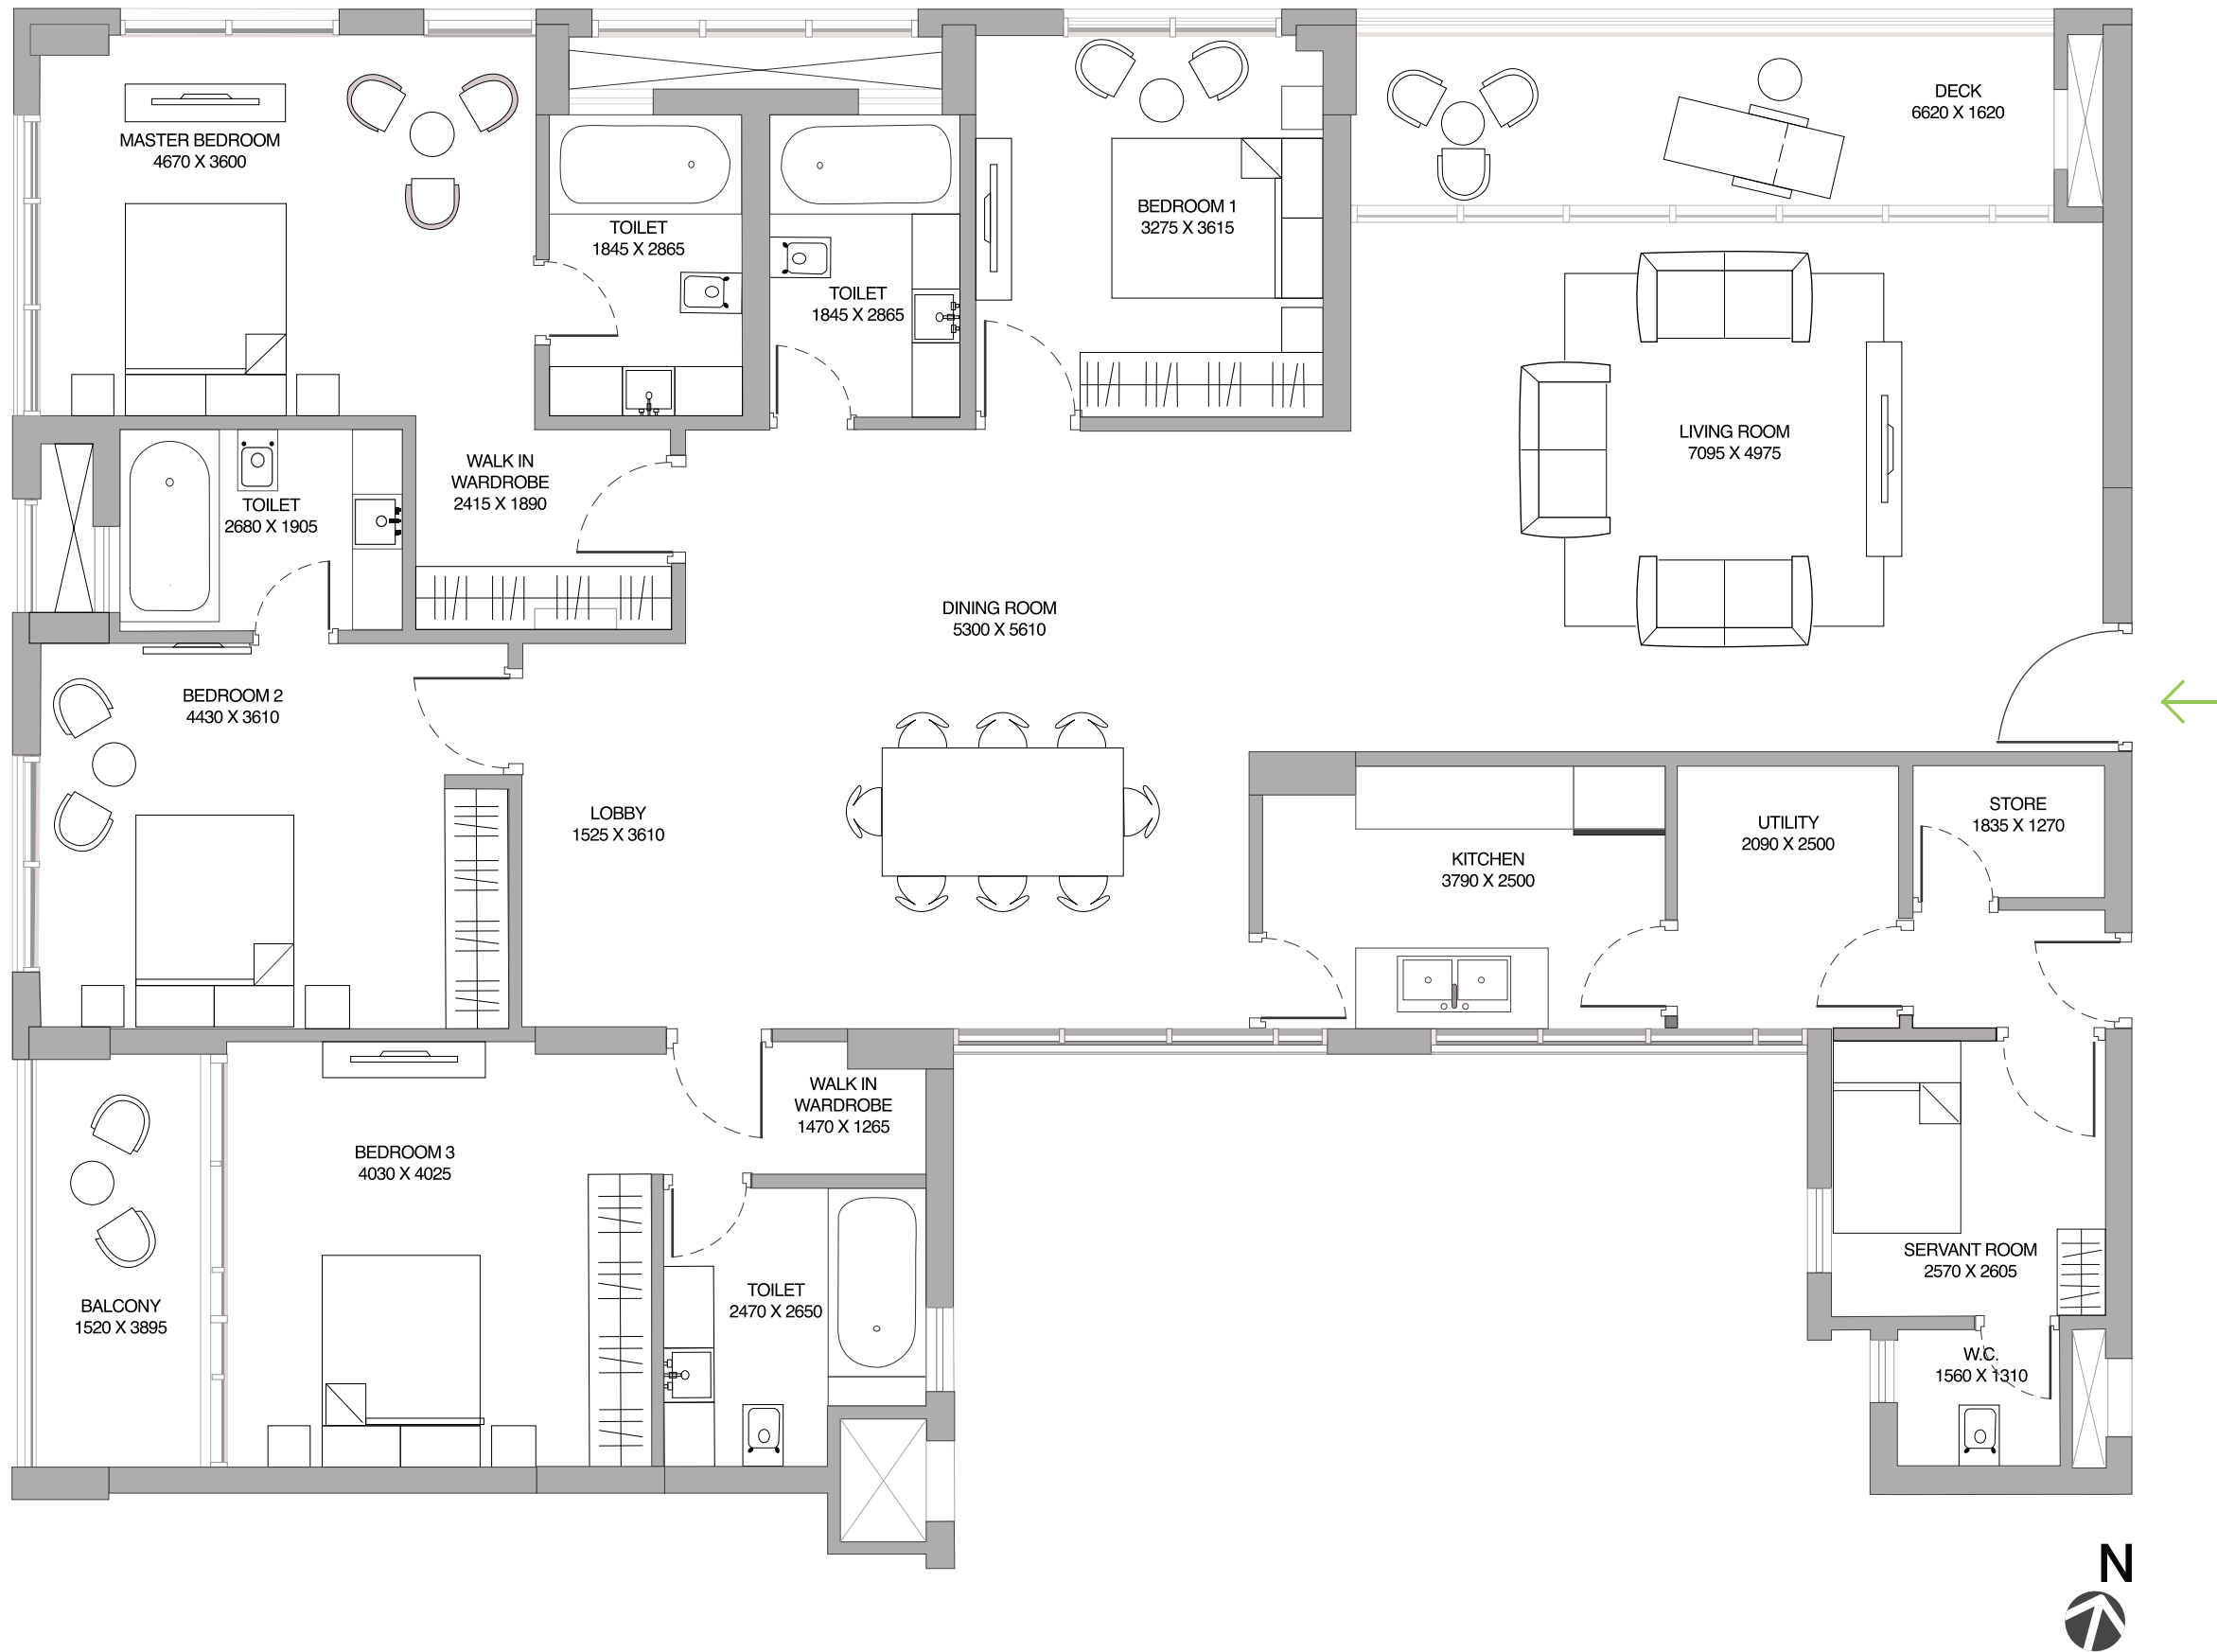 MASTER BEDROOM
4670 X 3600
TOILET
1845 X 2865
TOILET
1845 X 2865
BEDROOM 1
3275 X 3615
DECK
6620 X 1620
LIVING ROOM
7095 X 4975
WALK IN
WARDROBE
2415 X 1890
TOILET
2680 X 1905
DINING ROOM
5300 X 5610
BEDROOM 2
4430 X 3610
LOBBY
1525 X 3610
KITCHEN
3790 X 2500
UTILITY
2090 X 2500
STORE
1835 X 1270
WALK IN
WARDROBE
1470 X 1265
BEDROOM 3
4030 X 4025
BALCONY
1520 X 3895
TOILET
2470 X 2650
SERVANT ROOM
2570 X 2605
W.C.
1560 X 1310
N